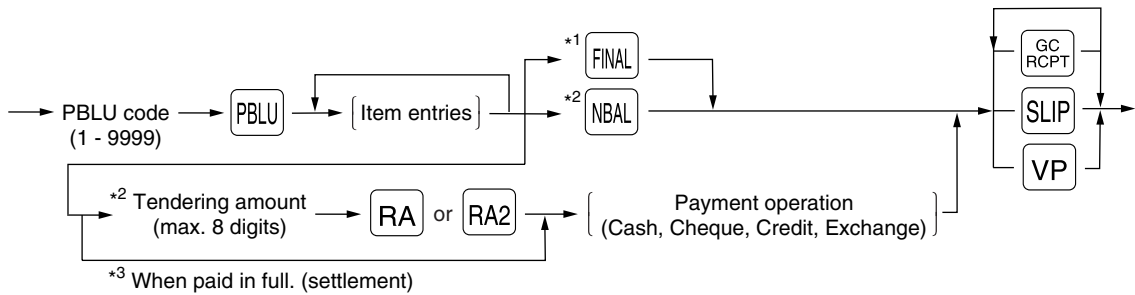 *1 FINAL
GC
RCPT
PBLU code
(1 - 9999)
PBLU
Item entries
*2 NBAL
SLIP
VP
*2 Tendering amount
(max. 8 digits)
RA or RA2
Payment operation
(Cash, Cheque, Credit, Exchange)
*3 When paid in full. (settlement)